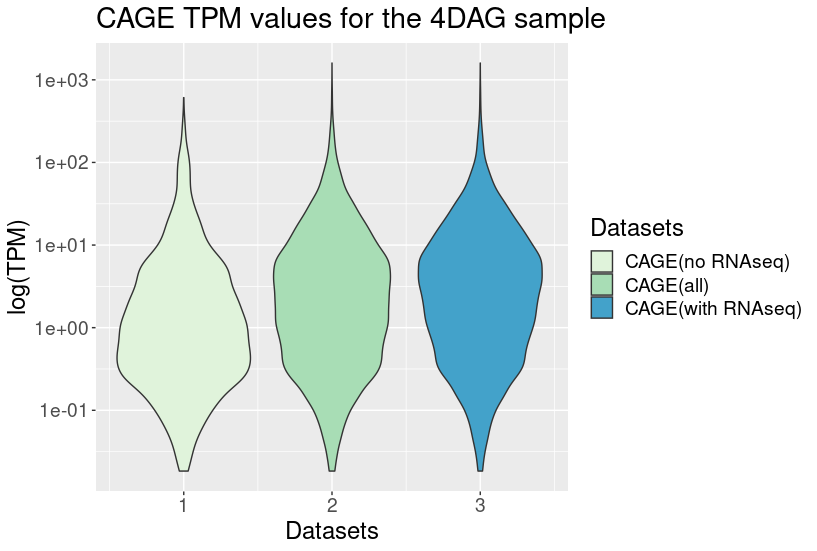 CAGE TPM values for the 4DAG sample
1e+03
1e+02
1e+01
1e+00
1e-01
log(TPM)
1 2 3
Datasets
Datasets
CAGE(no RNAseq)
CAGE(all)
CAGE(with RNAseq)